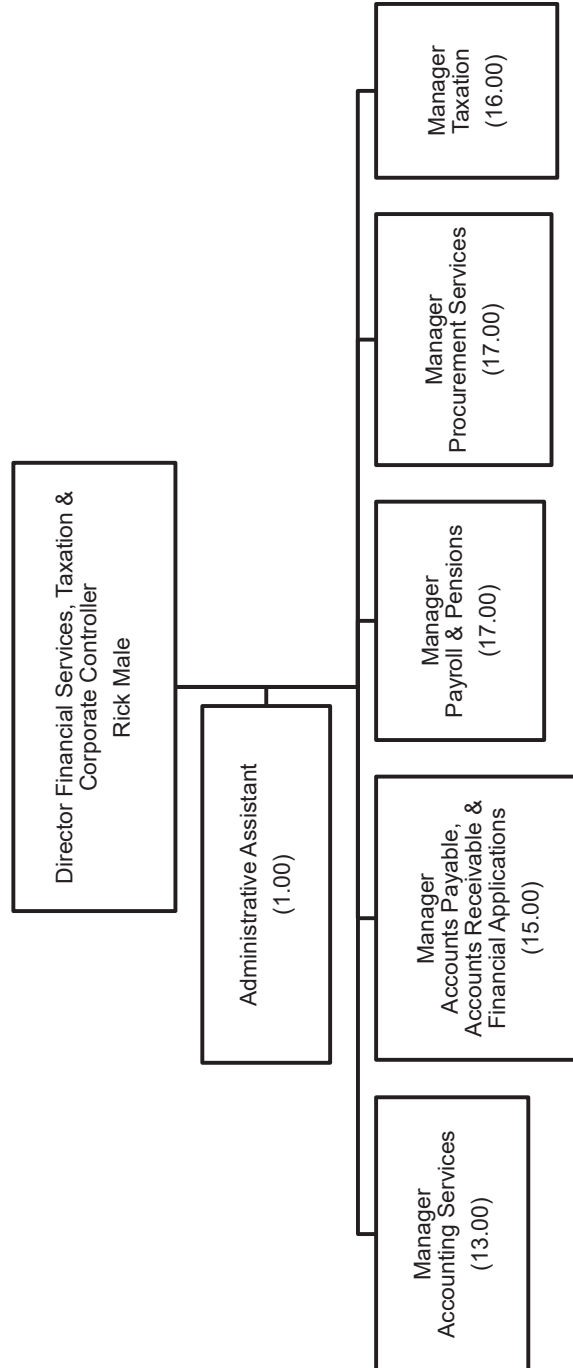 Director Financial Services, Taxation &
Corporate Controller
Rick Male
Administrative Assistant
(1.00)
Manager
Accounting Services
(13.00)
Manager
Accounts Payable,
Accounts Receivable &
Financial Applications
(15.00)
Manager
Payroll & Pensions
(17.00)
Manager
Procurement Services
(17.00)
Manager
Taxation
(16.00)